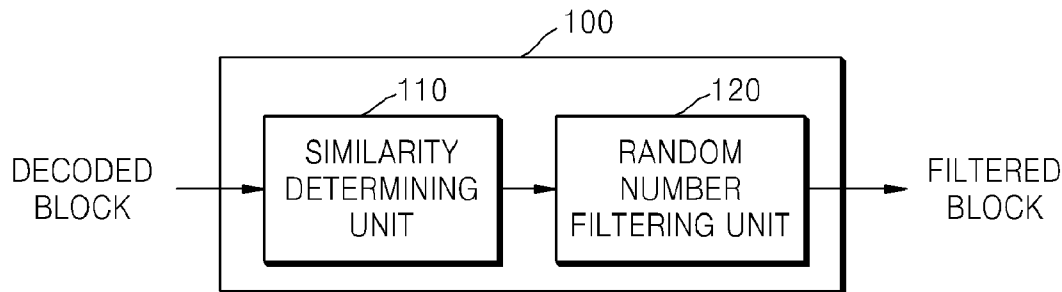 100
110
120
DECODED
BLOCK
SIMILARITY
DETERMINING
UNIT
RANDOM
NUMBER
FILTERING UNIT
FILTERED
BLOCK